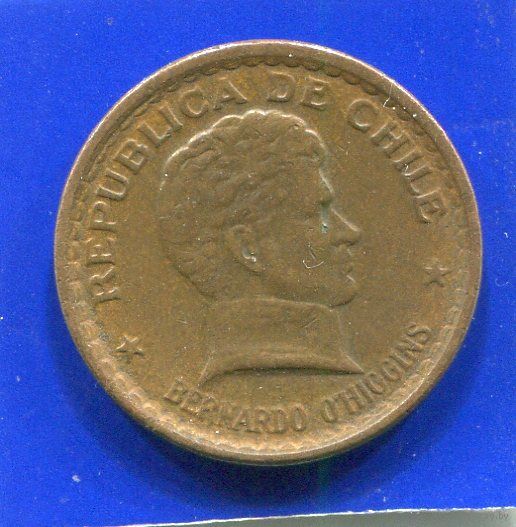 REPUBLICA DE CHILE
BERNARDO O'HIGGINS